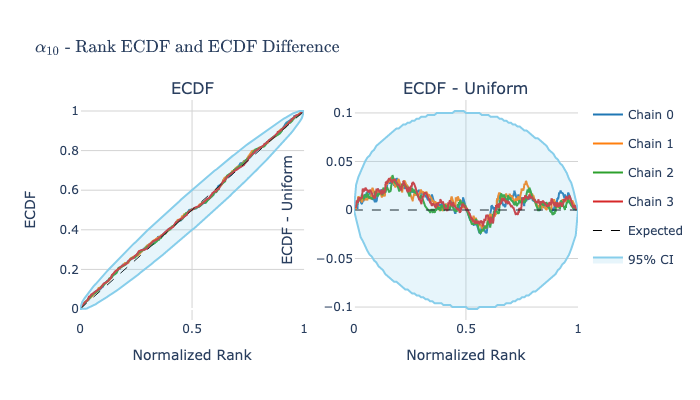 α₁₀ - Rank ECDF and ECDF Difference
ECDF
ECDF
1
0.8
0.6
0.4
0.2
0
0
0.5
1
Normalized Rank
ECDF - Uniform
ECDF - Uniform
0.1
0.05
0
−0.05
−0.1
0
0.5
1
Normalized Rank
Chain 0
Chain 1
Chain 2
Chain 3
Expected
95% CI